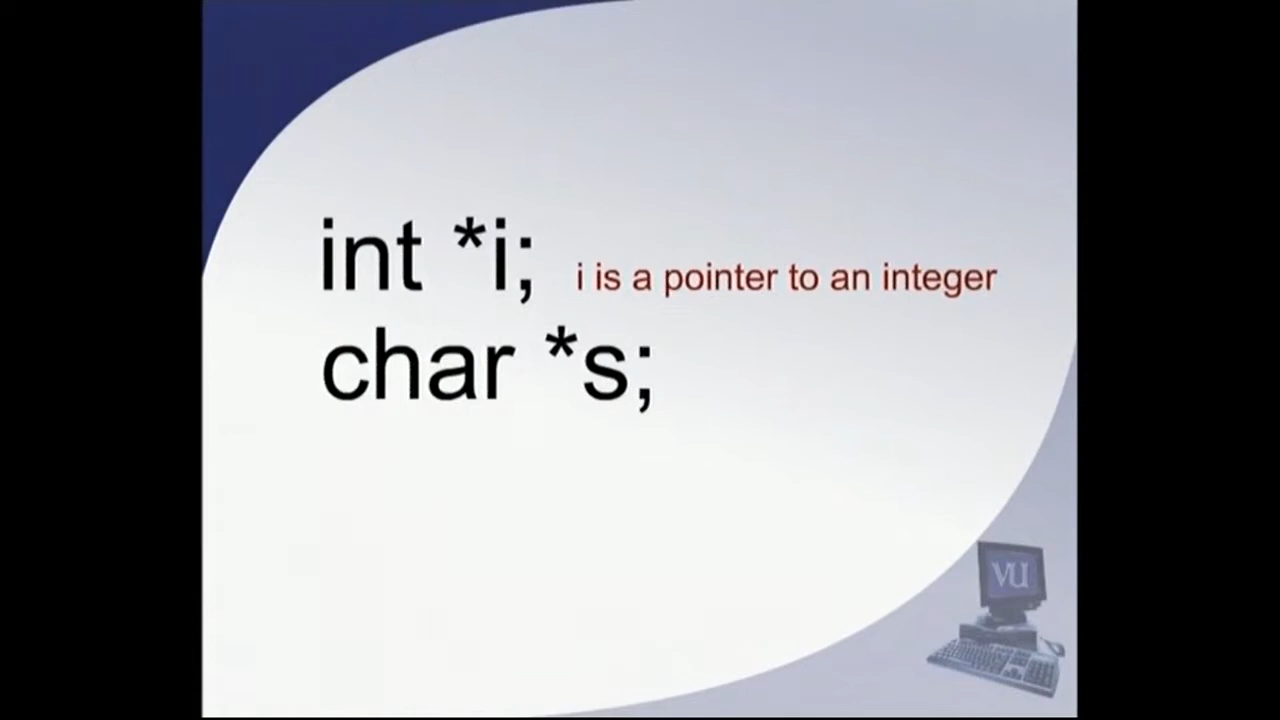 int *i; i is a pointer to an integer
char *s;
VU